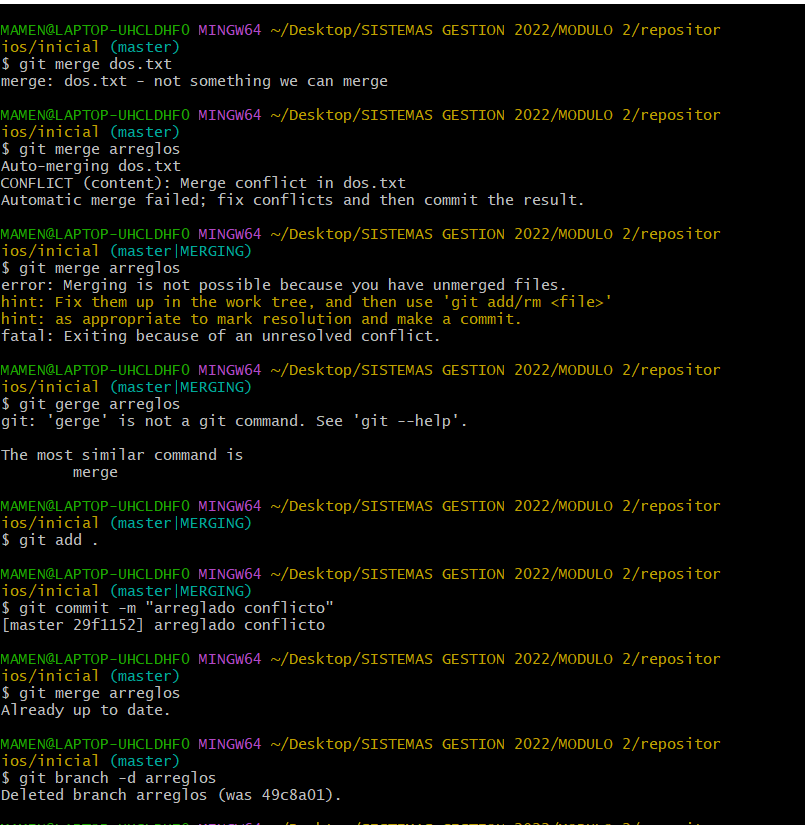 MAMEN@LAPTOP-UHCLDHF0 MINGW64 ~/Desktop/SISTEMAS GESTION 2022/MODULO 2/repositor
ios/inicial (master)
$ git merge dos.txt
merge: dos.txt - not something we can merge
MAMEN@LAPTOP-UHCLDHF0 MINGW64 ~/Desktop/SISTEMAS GESTION 2022/MODULO 2/repositor
ios/inicial (master)
$ git merge arreglos
Auto-merging dos.txt
CONFLICT (content): Merge conflict in dos.txt
Automatic merge failed; fix conflicts and then commit the result.
MAMEN@LAPTOP-UHCLDHF0 MINGW64 ~/Desktop/SISTEMAS GESTION 2022/MODULO 2/repositor
ios/inicial (master|MERGING)
$ git merge arreglos
error: Merging is not possible because you have unmerged files.
hint: Fix them up in the work tree, and then use 'git add/rm <file>'
hint: as appropriate to mark resolution and make a commit.
fatal: Exiting because of an unresolved conflict.
MAMEN@LAPTOP-UHCLDHF0 MINGW64 ~/Desktop/SISTEMAS GESTION 2022/MODULO 2/repositor
ios/inicial (master|MERGING)
$ git gerge arreglos
git: 'gerge' is not a git command. See 'git --help'.
The most similar command is
        merge
MAMEN@LAPTOP-UHCLDHF0 MINGW64 ~/Desktop/SISTEMAS GESTION 2022/MODULO 2/repositor
ios/inicial (master|MERGING)
$ git add .
MAMEN@LAPTOP-UHCLDHF0 MINGW64 ~/Desktop/SISTEMAS GESTION 2022/MODULO 2/repositor
ios/inicial (master|MERGING)
$ git commit -m "arreglado conflicto"
[master 29f1152] arreglado conflicto
MAMEN@LAPTOP-UHCLDHF0 MINGW64 ~/Desktop/SISTEMAS GESTION 2022/MODULO 2/repositor
ios/inicial (master)
$ git merge arreglos
Already up to date.
MAMEN@LAPTOP-UHCLDHF0 MINGW64 ~/Desktop/SISTEMAS GESTION 2022/MODULO 2/repositor
ios/inicial (master)
$ git branch -d arreglos
Deleted branch arreglos (was 49c8a01).